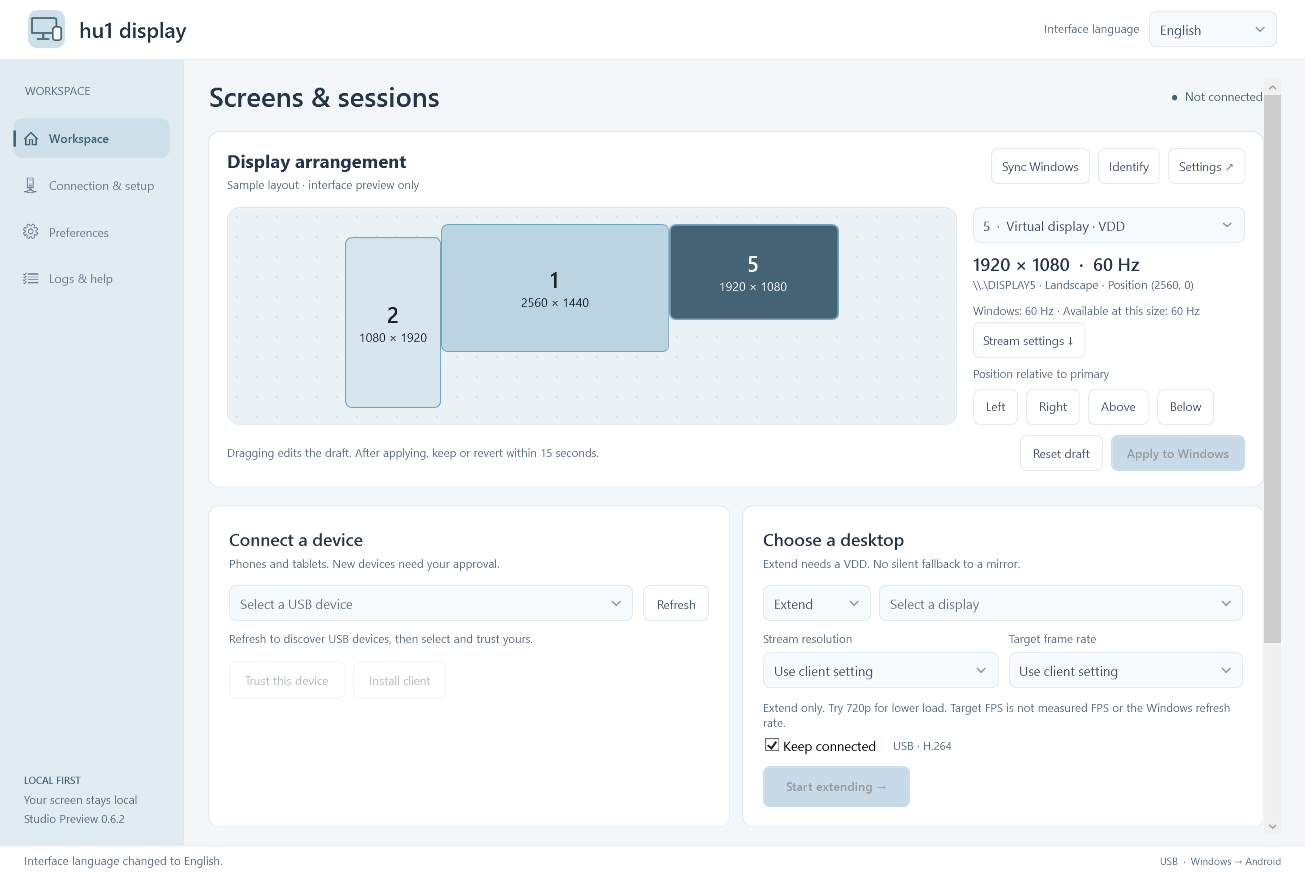 hu1 display
Interface language
English
WORKSPACE
Workspace
Connection & setup
Preferences
Logs & help
LOCAL FIRST
Your screen stays local
Studio Preview 0.6.2
Screens & sessions
● Not connected
Display arrangement
Sample layout · interface preview only
Sync Windows
Identify
Settings ↗
2
1080 × 1920
1
2560 × 1440
5
1920 × 1080
5 · Virtual display · VDD
1920 × 1080 · 60 Hz
\\.\DISPLAY5 · Landscape · Position (2560, 0)
Windows: 60 Hz · Available at this size: 60 Hz
Stream settings ↓
Position relative to primary
Left
Right
Above
Below
Dragging edits the draft. After applying, keep or revert within 15 seconds.
Reset draft
Apply to Windows
Connect a device
Phones and tablets. New devices need your approval.
Select a USB device
Refresh
Refresh to discover USB devices, then select and trust yours.
Trust this device
Install client
Choose a desktop
Extend needs a VDD. No silent fallback to a mirror.
Extend
Select a display
Stream resolution
Target frame rate
Use client setting
Use client setting
Extend only. Try 720p for lower load. Target FPS is not measured FPS or the Windows refresh
rate.
Keep connected
USB · H.264
Start extending →
Interface language changed to English.
USB · Windows → Android